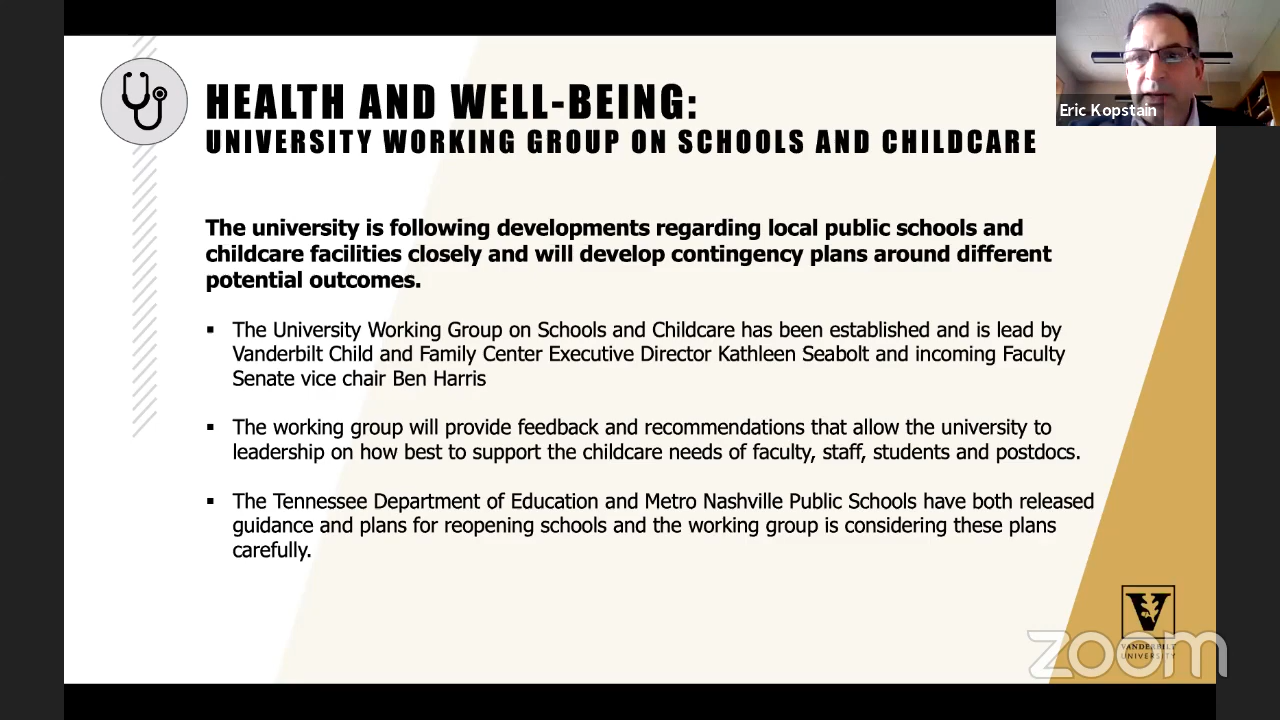 HEALTH AND WELL-BEING:
UNIVERSITY WORKING GROUP ON SCHOOLS AND CHILDCARE
Eric Kopstain
The university is following developments regarding local public schools and
childcare facilities closely and will develop contingency plans around different
potential outcomes.
▪ The University Working Group on Schools and Childcare has been established and is lead by
Vanderbilt Child and Family Center Executive Director Kathleen Seabolt and incoming Faculty
Senate vice chair Ben Harris
▪ The working group will provide feedback and recommendations that allow the university to
leadership on how best to support the childcare needs of faculty, staff, students and postdocs.
▪ The Tennessee Department of Education and Metro Nashville Public Schools have both released
guidance and plans for reopening schools and the working group is considering these plans
carefully.
V
zoom
VANDERBILT
UNIVERSITY